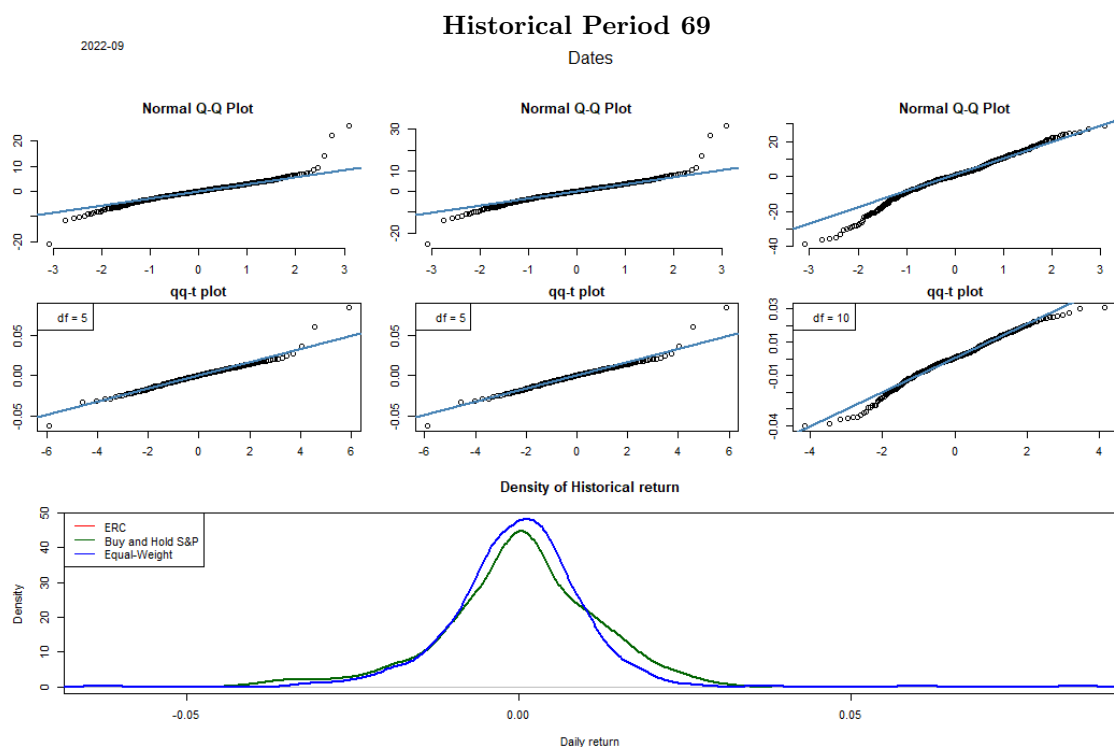 Historical Period 69
2022-09
Dates
Normal Q-Q Plot
Normal Q-Q Plot
Normal Q-Q Plot
20
10
0
-20
-3 -2 -1 0 1 2 3
30
10
0
-20
-3 -2 -1 0 1 2 3
20
0
-20
-40
-3 -2 -1 0 1 2 3
qq-t plot
qq-t plot
qq-t plot
df = 5
0.05
0.00
-0.05
-6 -4 -2 0 2 4 6
df = 5
0.05
0.00
-0.05
-6 -4 -2 0 2 4 6
df = 10
0.03
0.01
-0.01
-0.04
-4 -2 0 2 4
Density of Historical return
ERC
Buy and Hold S&P
Equal-Weight
Density
50
40
30
20
10
0
-0.05 0.00 0.05
Daily return